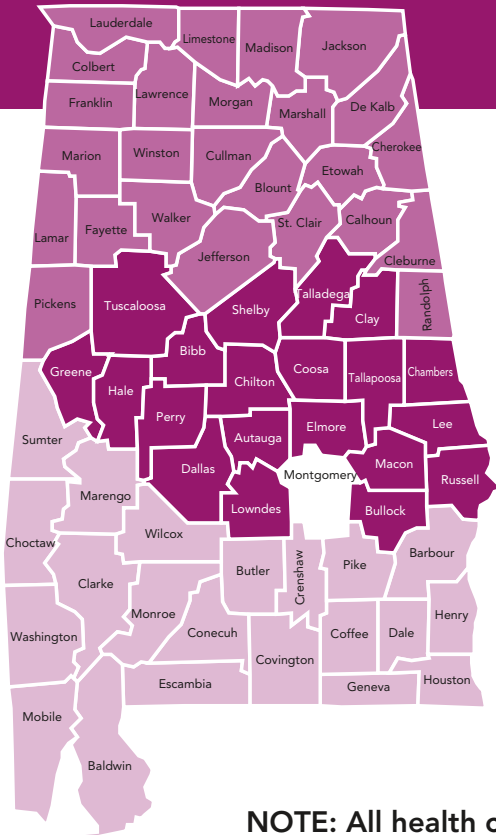 Lauderdale
Limestone
Madison
Jackson
Colbert
Franklin
Lawrence
Morgan
Marshall
De Kalb
Cherokee
Marion
Winston
Cullman
Blount
Etowah
Lamar
Fayette
Walker
Jefferson
St. Clair
Calhoun
Cleburne
Pickens
Tuscaloosa
Shelby
Talladega
Clay
Randolph
Greene
Hale
Bibb
Chilton
Coosa
Tallapoosa
Chambers
Sumter
Perry
Autauga
Elmore
Lee
Dallas
Montgomery
Macon
Russell
Marengo
Lowndes
Bullock
Choctaw
Wilcox
Butler
Crenshaw
Pike
Barbour
Clarke
Monroe
Conecuh
Covington
Coffee
Dale
Henry
Washington
Escambia
Geneva
Houston
Mobile
Baldwin
NOTE: All health